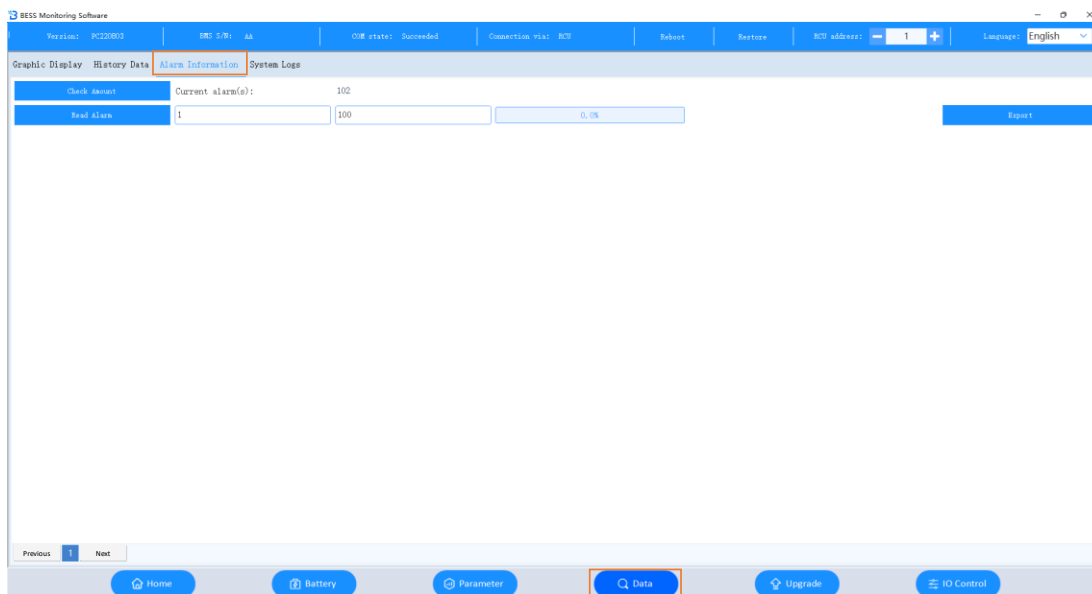 BESS Monitoring Software
Version: PC220803 BMS S/N: AA COM state: Succeeded Connection via: RCU Reboot Restore RCU address: 1 Language: English
Graphic Display History Data Alarm Information System Logs
Check Amount Current alarm(s): 102
Read Alarm 1 100 0.0% Export
Previous 1 Next
Home Battery Parameter Data Upgrade IO Control